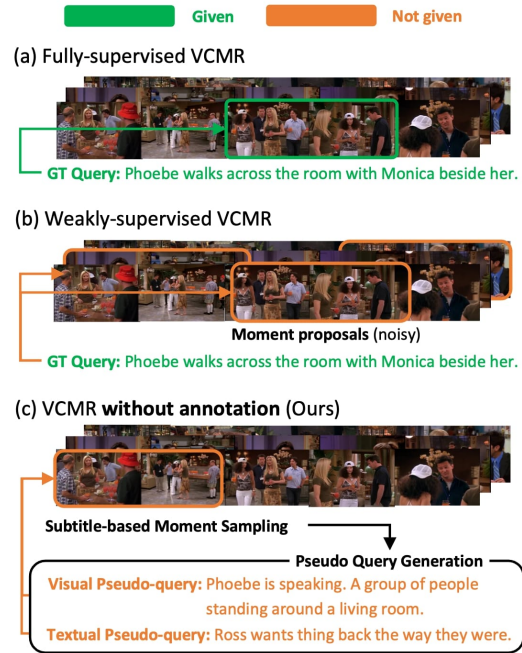 Given
Not given
(a) Fully-supervised VCMR
GT Query: Phoebe walks across the room with Monica beside her.
(b) Weakly-supervised VCMR
Moment proposals (noisy)
GT Query: Phoebe walks across the room with Monica beside her.
(c) VCMR without annotation (Ours)
Subtitle-based Moment Sampling
Pseudo Query Generation
Visual Pseudo-query: Phoebe is speaking. A group of people
standing around a living room.
Textual Pseudo-query: Ross wants thing back the way they were.